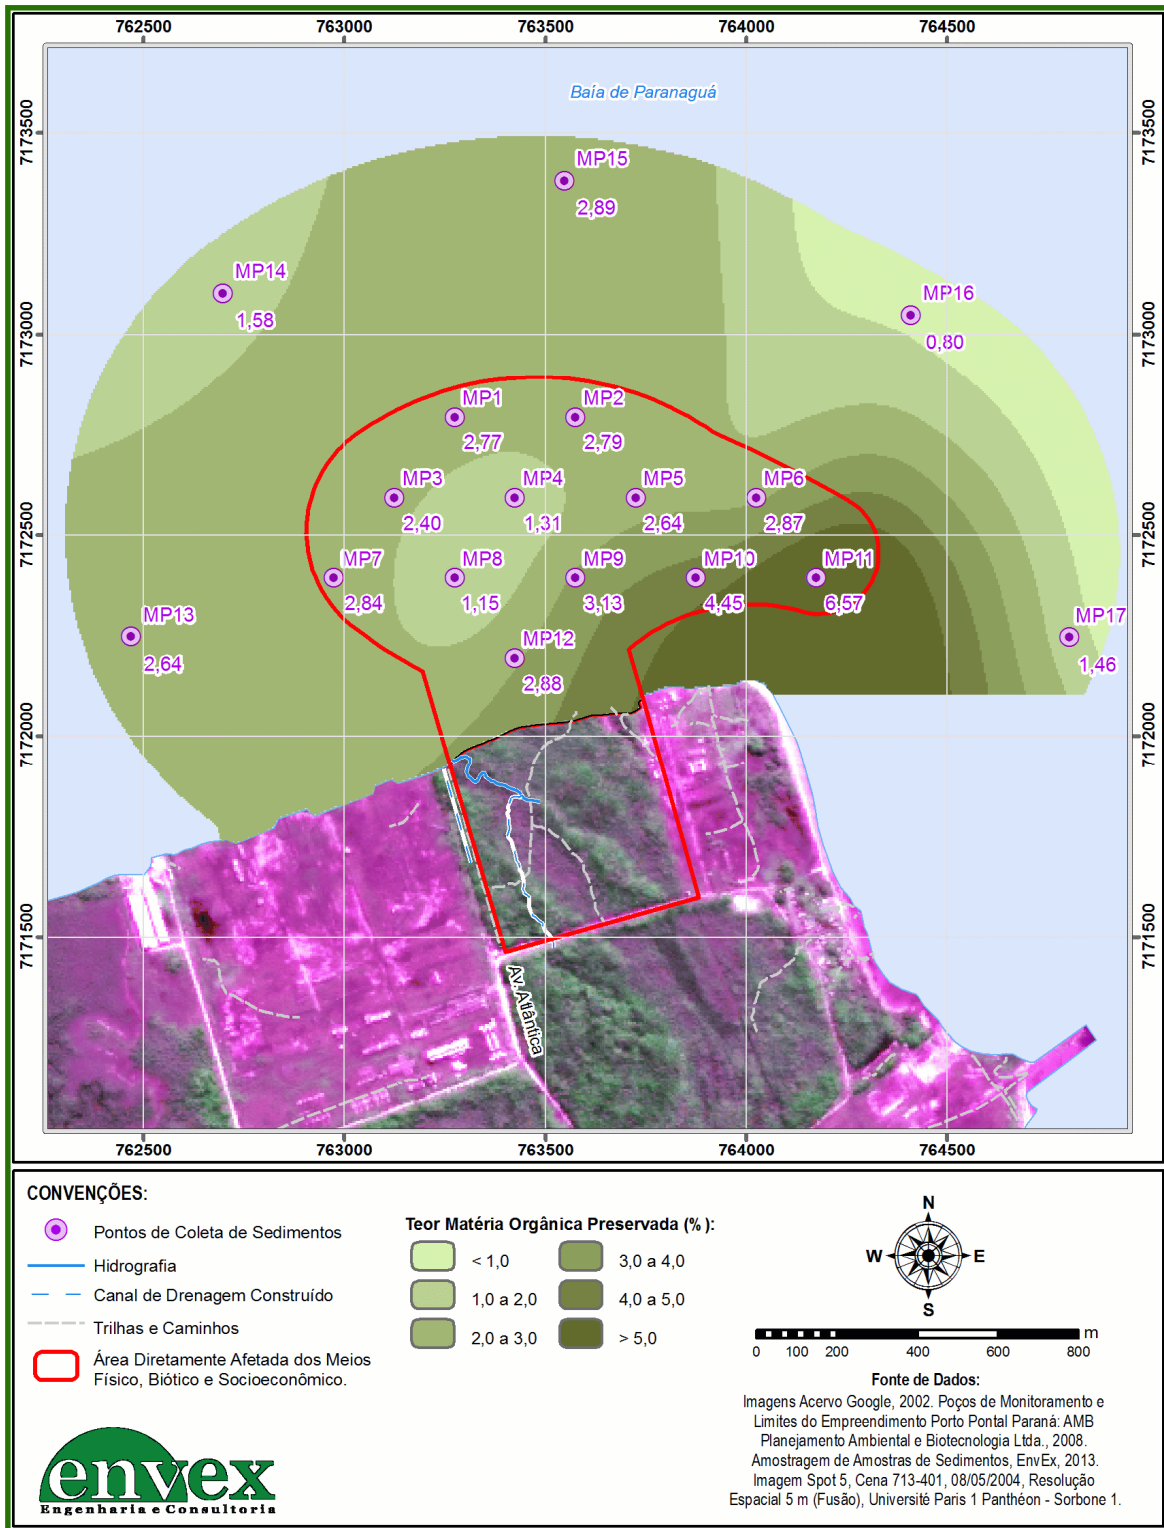 762500 763000 763500 764000 764500
Baía de Paranaguá
7173500 7173500
MP15
2,89
MP14
1,58
MP16
0,80
7173000 7173000
MP1 MP2
2,77 2,79
MP3 MP4 MP5 MP6
2,40 1,31 2,64 2,87
7172500 7172500
MP7 MP8 MP9 MP10 MP11
2,84 1,15 3,13 4,45 6,57
MP13 MP12 MP17
2,64 2,88 1,46
7172000 7172000
7171500 7171500
Av. Atlântica
762500 763000 763500 764000 764500
CONVENÇÕES:
Pontos de Coleta de Sedimentos
Hidrografia
Canal de Drenagem Construído
Trilhas e Caminhos
Área Diretamente Afetada dos Meios
Físico, Biótico e Socioeconômico.
envex
Engenharia e Consultoria
Teor Matéria Orgânica Preservada (%):
< 1,0 3,0 a 4,0
1,0 a 2,0 4,0 a 5,0
2,0 a 3,0 > 5,0
N
W E
S
m
0 100 200 400 600 800
Fonte de Dados:
Imagens Acervo Google, 2002. Poços de Monitoramento e
Limites do Empreendimento Porto Pontal Paraná: AMB
Planejamento Ambiental e Biotecnologia Ltda., 2008.
Amostragem de Amostras de Sedimentos, EnvEx, 2013.
Imagem Spot 5, Cena 713-401, 08/05/2004, Resolução
Espacial 5 m (Fusão), Université Paris 1 Panthéon - Sorbone 1.